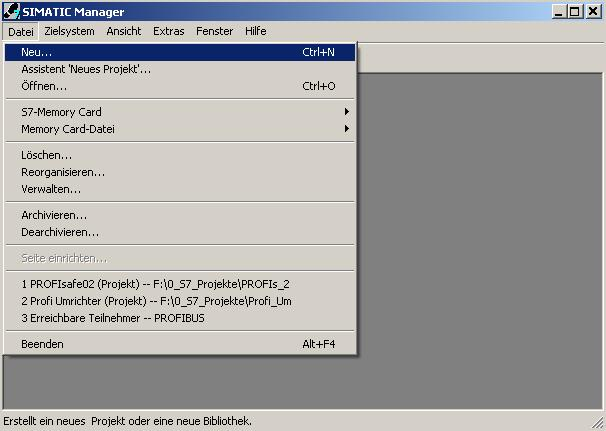 SIMATIC Manager
Datei Zielsystem Ansicht Extras Fenster Hilfe
Neu... Ctrl+N
Assistent 'Neues Projekt'...
Öffnen... Ctrl+O
S7-Memory Card
Memory Card-Datei
Löschen...
Reorganisieren...
Verwalten...
Archivieren...
Dearchivieren...
Seite einrichten...
1 PROFIsafe02 (Projekt) -- F:\0_S7_Projekte\PROFIs_2
2 Profi Umrichter (Projekt) -- F:\0_S7_Projekte\Profi_Um
3 Erreichbare Teilnehmer -- PROFIBUS
Beenden Alt+F4
Erstellt ein neues  Projekt oder eine neue Bibliothek.